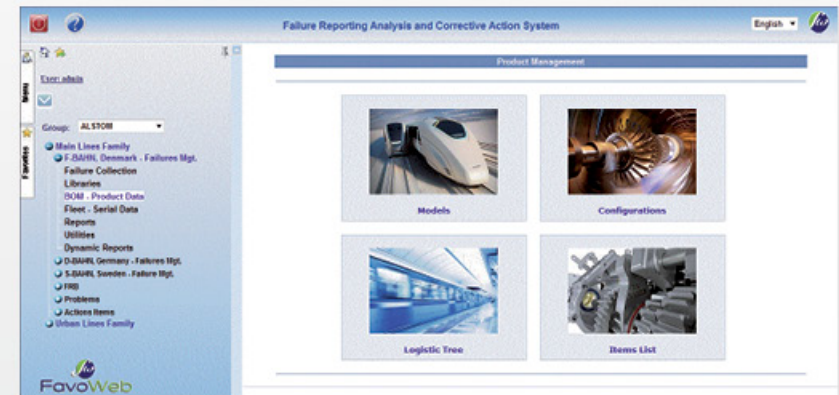 Failure Reporting Analysis and Corrective Action System
English
User: admin
Main
Favorites
Group: ALSTOM
Main Lines Family
F-BAHN, Denmark - Failures Mgt.
Failure Collection
Libraries
BOM - Product Data
Fleet - Serial Data
Reports
Utilities
Dynamic Reports
D-BAHN, Germany - Failures Mgt.
S-BAHN, Sweden - Failure Mgt.
FRB
Problems
Actions Items
Urban Lines Family
FavoWeb
Product Management
Models
Configurations
Logistic Tree
Items List